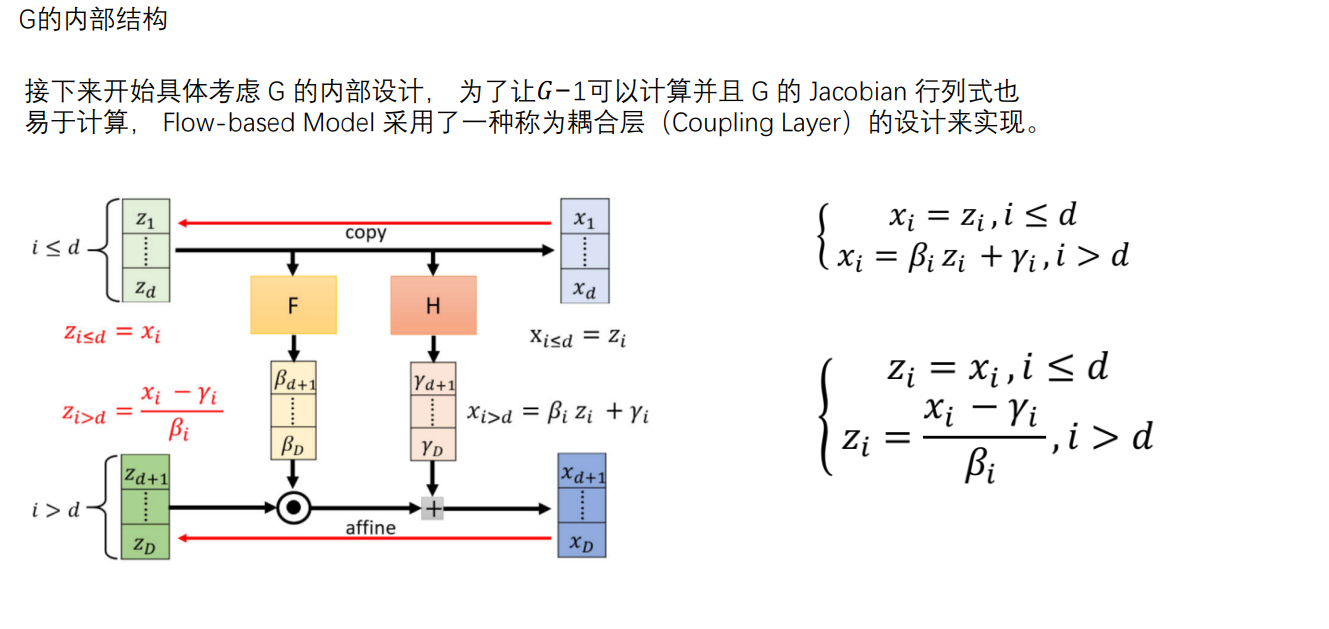 G的内部结构
接下来开始具体考虑 G 的内部设计， 为了让G−1可以计算并且 G 的 Jacobian 行列式也
易于计算， Flow-based Model 采用了一种称为耦合层（Coupling Layer）的设计来实现。
i ≤ d
z₁
z_d
copy
x₁
x_d
F
H
z_{i≤d} = x_i
x_{i≤d} = z_i
β_{d+1}
β_D
γ_{d+1}
γ_D
z_{i>d} = (x_i − γ_i) / β_i
x_{i>d} = β_i z_i + γ_i
i > d
z_{d+1}
z_D
affine
+
x_{d+1}
x_D
{ x_i = z_i, i ≤ d
x_i = β_i z_i + γ_i, i > d
{ z_i = x_i, i ≤ d
z_i = (x_i − γ_i) / β_i, i > d